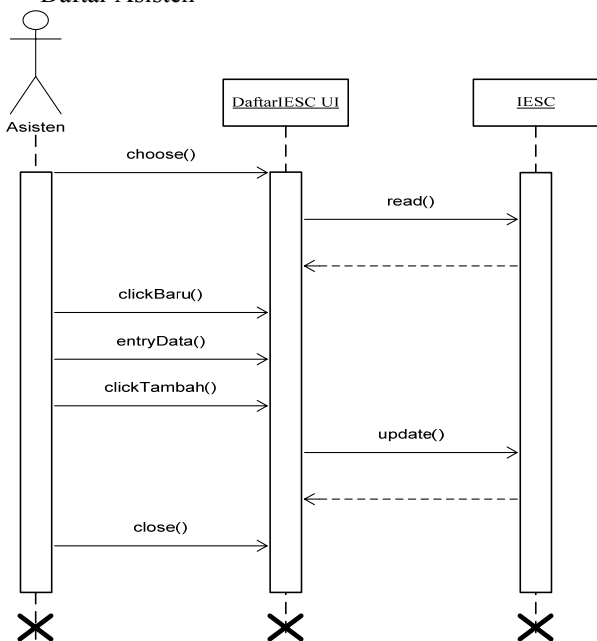 Daftar Asisten
DaftarIESC UI
IESC
Asisten
choose()
read()
clickBaru()
entryData()
clickTambah()
update()
close()